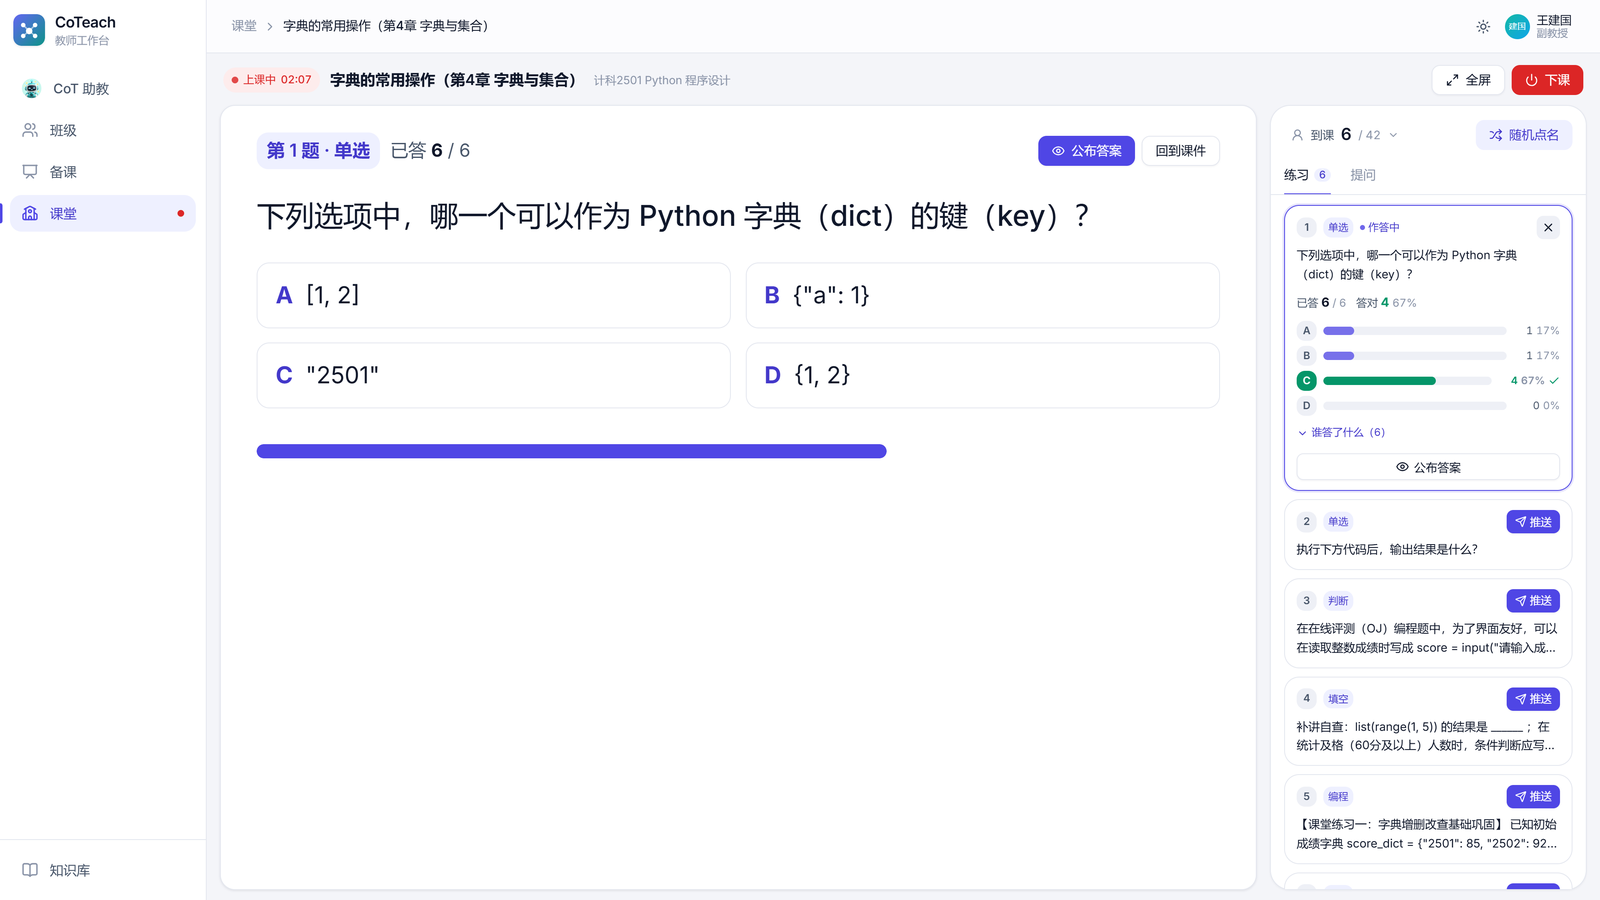 CoTeach
教师工作台
CoT 助教
班级
备课
课堂
知识库
课堂 > 字典的常用操作（第4章 字典与集合）
建国
王建国
副教授
上课中 02:07
字典的常用操作（第4章 字典与集合）
计科2501 Python 程序设计
全屏
下课
第 1 题 · 单选
已答 6 / 6
公布答案
回到课件
下列选项中，哪一个可以作为 Python 字典（dict）的键（key）？
A [1, 2]
B {"a": 1}
C "2501"
D {1, 2}
到课 6 / 42
随机点名
练习 6
提问
1 单选 作答中
下列选项中，哪一个可以作为 Python 字典
（dict）的键（key）？
已答 6 / 6 答对 4 67%
A 1 17%
B 1 17%
C 4 67%
D 0 0%
谁答了什么（6）
公布答案
2 单选 推送
执行下方代码后，输出结果是什么？
3 判断 推送
在在线评测（OJ）编程题中，为了界面友好，可以
在读取整数成绩时写成 score = input("请输入成...
4 填空 推送
补讲自查：list(range(1, 5)) 的结果是 ______ ；在
统计及格（60分及以上）人数时，条件判断应写...
5 编程 推送
【课堂练习一：字典增删改查基础巩固】 已知初始
成绩字典 score_dict = {"2501": 85, "2502": 92...